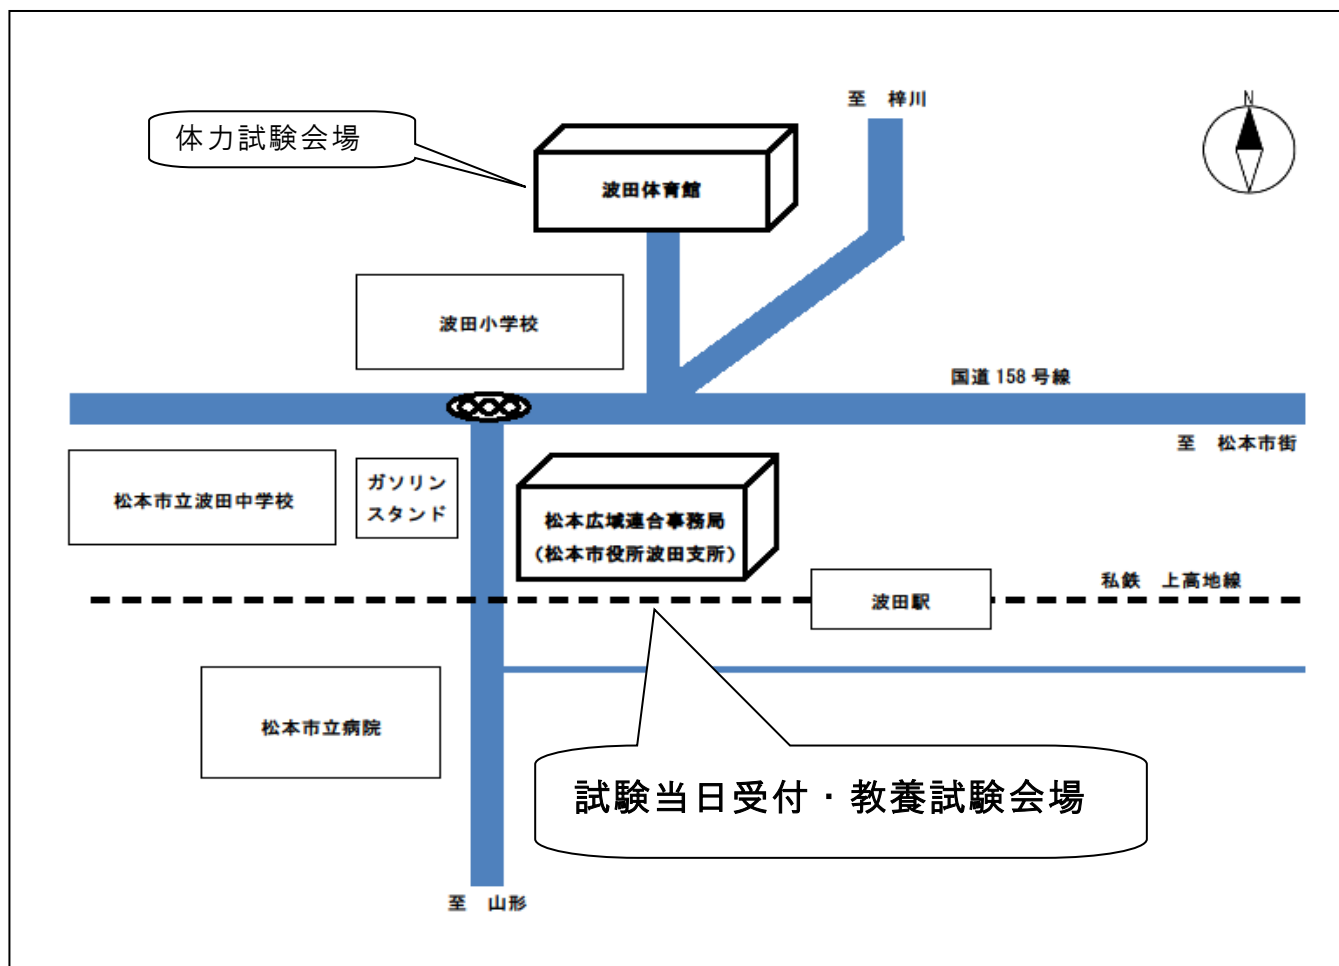 至　梓川
N
体力試験会場
波田体育館
波田小学校
国道158号線
至　松本市街
松本市立波田中学校
ガソリン
スタンド
松本広域連合事務局
（松本市役所波田支所）
私鉄　上高地線
波田駅
松本市立病院
試験当日受付・教養試験会場
至　山形